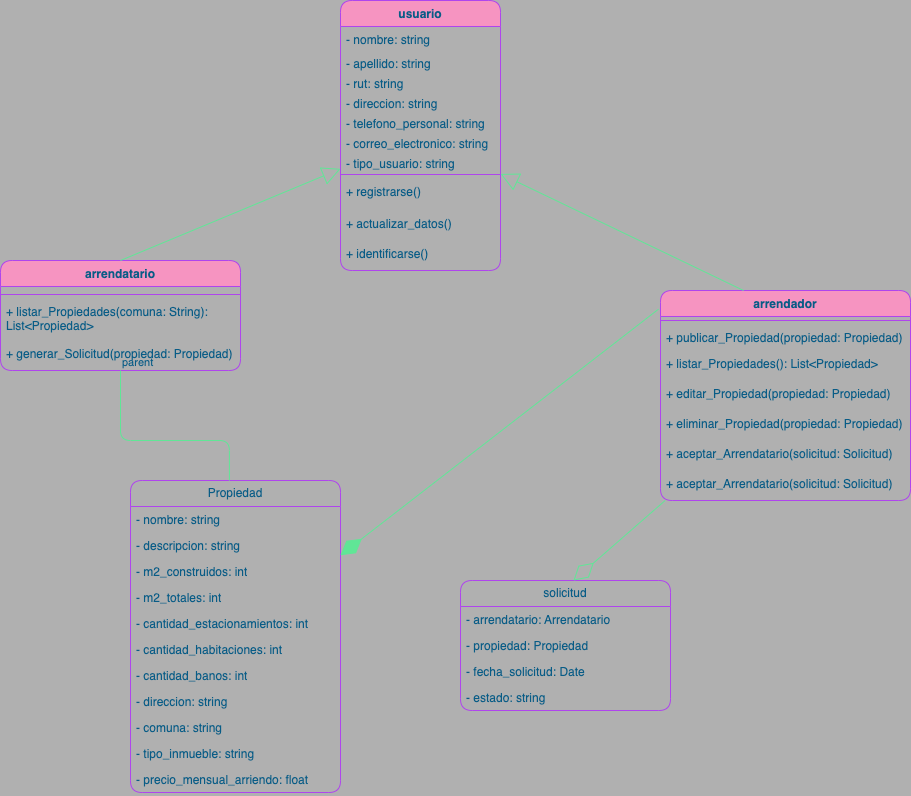 usuario
- nombre: string
- apellido: string
- rut: string
- direccion: string
- telefono_personal: string
- correo_electronico: string
- tipo_usuario: string
+ registrarse()
+ actualizar_datos()
+ identificarse()
arrendatario
+ listar_Propiedades(comuna: String):
List<Propiedad>
+ generar_Solicitud(propiedad: Propiedad)
parent
arrendador
+ publicar_Propiedad(propiedad: Propiedad)
+ listar_Propiedades(): List<Propiedad>
+ editar_Propiedad(propiedad: Propiedad)
+ eliminar_Propiedad(propiedad: Propiedad)
+ aceptar_Arrendatario(solicitud: Solicitud)
+ aceptar_Arrendatario(solicitud: Solicitud)
Propiedad
- nombre: string
- descripcion: string
- m2_construidos: int
- m2_totales: int
- cantidad_estacionamientos: int
- cantidad_habitaciones: int
- cantidad_banos: int
- direccion: string
- comuna: string
- tipo_inmueble: string
- precio_mensual_arriendo: float
solicitud
- arrendatario: Arrendatario
- propiedad: Propiedad
- fecha_solicitud: Date
- estado: string